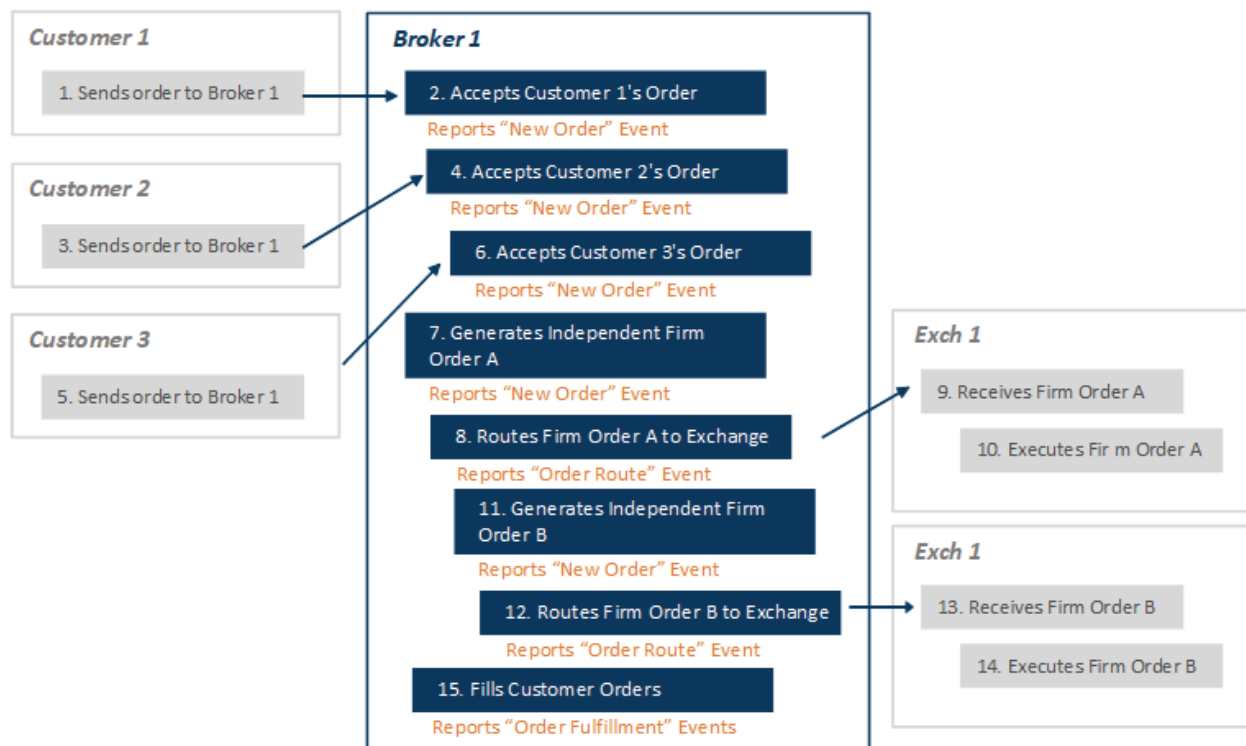 Customer 1
1. Sends order to Broker 1
Customer 2
3. Sends order to Broker 1
Customer 3
5. Sends order to Broker 1
Broker 1
2. Accepts Customer 1's Order
Reports “New Order” Event
4. Accepts Customer 2's Order
Reports “New Order” Event
6. Accepts Customer 3's Order
Reports “New Order” Event
7. Generates Independent Firm
Order A
Reports “New Order” Event
8. Routes Firm Order A to Exchange
Reports “Order Route” Event
11. Generates Independent Firm
Order B
Reports “New Order” Event
12. Routes Firm Order B to Exchange
Reports “Order Route” Event
15. Fills Customer Orders
Reports “Order Fulfillment” Events
Exch 1
9. Receives Firm Order A
10. Executes Fir m Order A
Exch 1
13. Receives Firm Order B
14. Executes Firm Order B